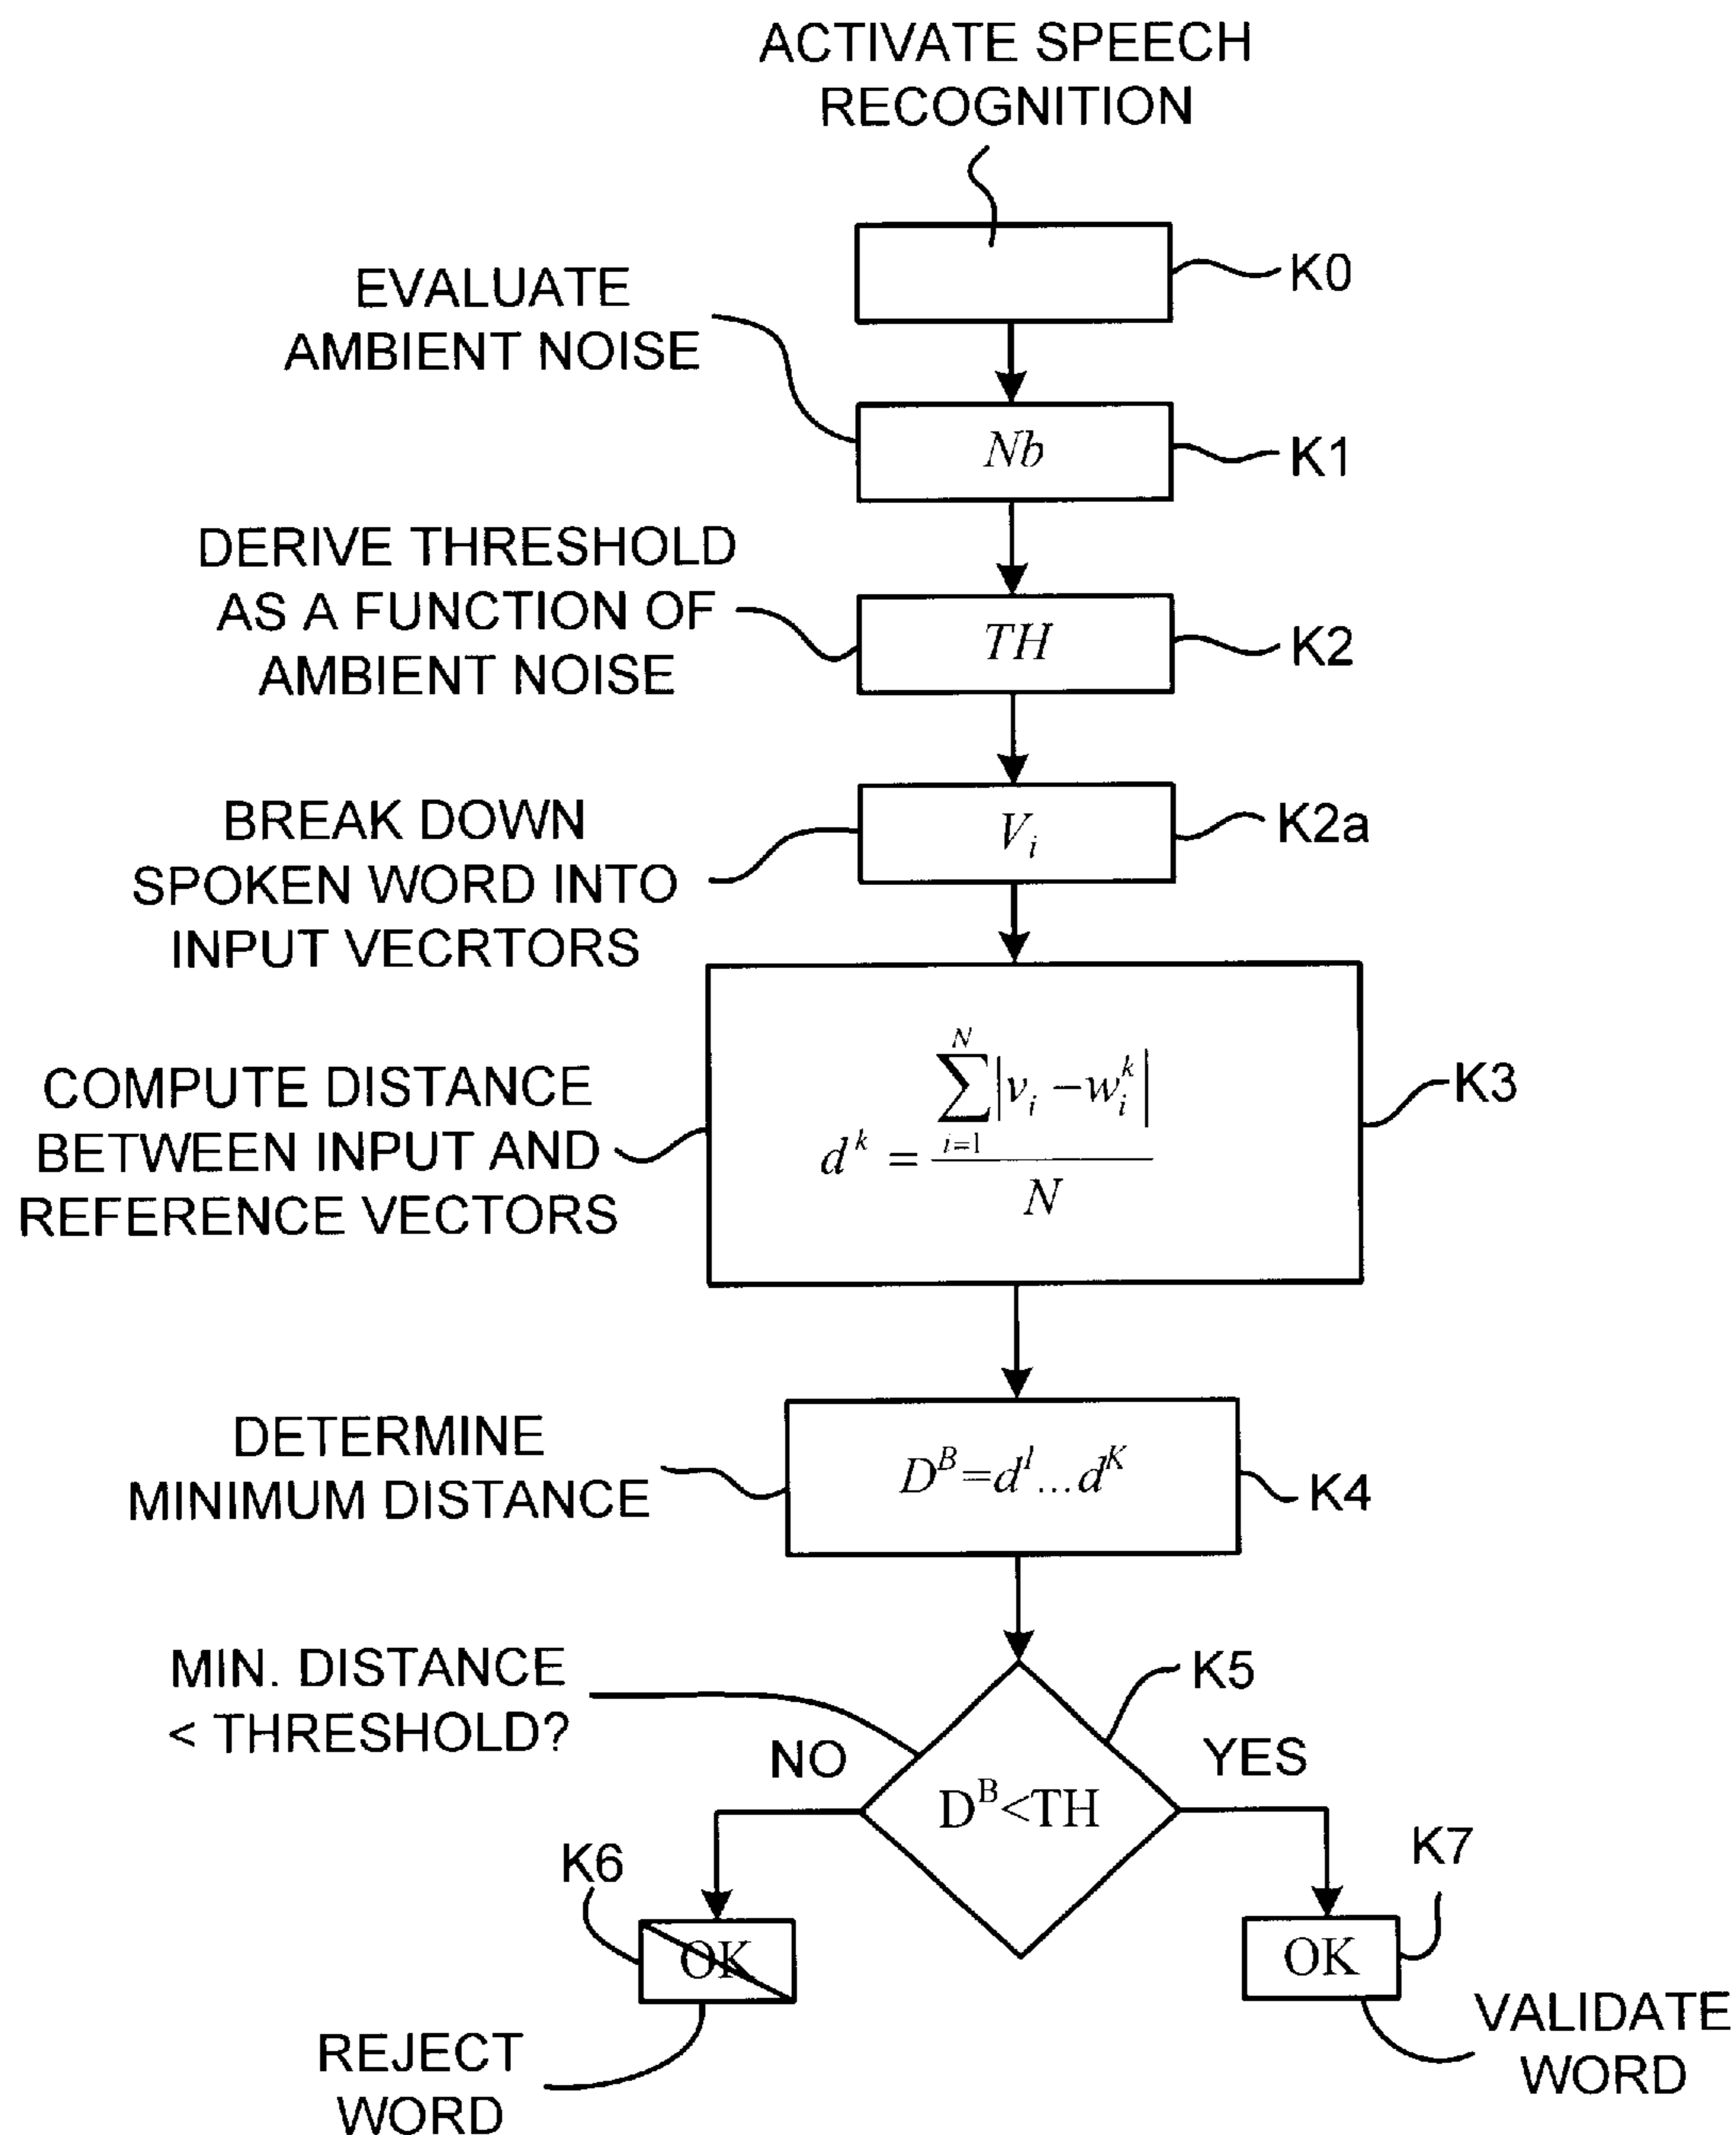 ACTIVATE SPEECH
RECOGNITION
K0
EVALUATE
AMBIENT NOISE
Nb
K1
DERIVE THRESHOLD
AS A FUNCTION OF
AMBIENT NOISE
TH
K2
BREAK DOWN
SPOKEN WORD INTO
INPUT VECRTORS
V_i
K2a
COMPUTE DISTANCE
BETWEEN INPUT AND
REFERENCE VECTORS
d^k = \frac{\sum_{i=1}^{N} |v_i - w_i^k|}{N}
K3
DETERMINE
MINIMUM DISTANCE
D^B=d^1...d^K
K4
MIN. DISTANCE
< THRESHOLD?
K5
NO
YES
D^B<TH
K6
OK
REJECT
WORD
K7
OK
VALIDATE
WORD